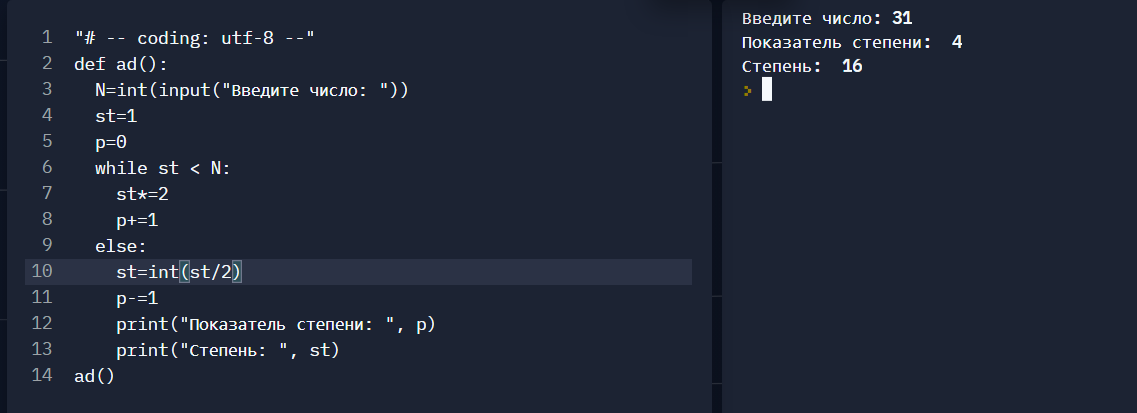 1 "# -- coding: utf-8 --"
2 def ad():
3   N=int(input("Введите число: "))
4   st=1
5   p=0
6   while st < N:
7     st*=2
8     p+=1
9   else:
10     st=int(st/2)
11     p-=1
12     print("Показатель степени: ", p)
13     print("Степень: ", st)
14 ad()
Введите число: 31
Показатель степени:  4
Степень:  16
>